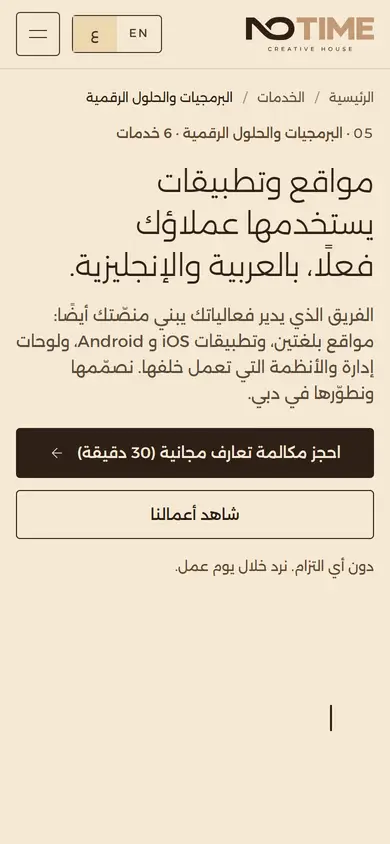 NOTIME
CREATIVE HOUSE
EN
ع
الرئيسية / الخدمات / البرمجيات والحلول الرقمية
05 · البرمجيات والحلول الرقمية · 6 خدمات
مواقع وتطبيقات
يستخدمها عملاؤك
فعلًا، بالعربية والإنجليزية.
الفريق الذي يدير فعالياتك يبني منصّتك أيضًا:
مواقع بلغتين، وتطبيقات iOS و Android، ولوحات
إدارة والأنظمة التي تعمل خلفها. نصمّمها
ونطوّرها في دبي.
احجز مكالمة تعارف مجانية (30 دقيقة) ←
شاهد أعمالنا
دون أي التزام. نرد خلال يوم عمل.